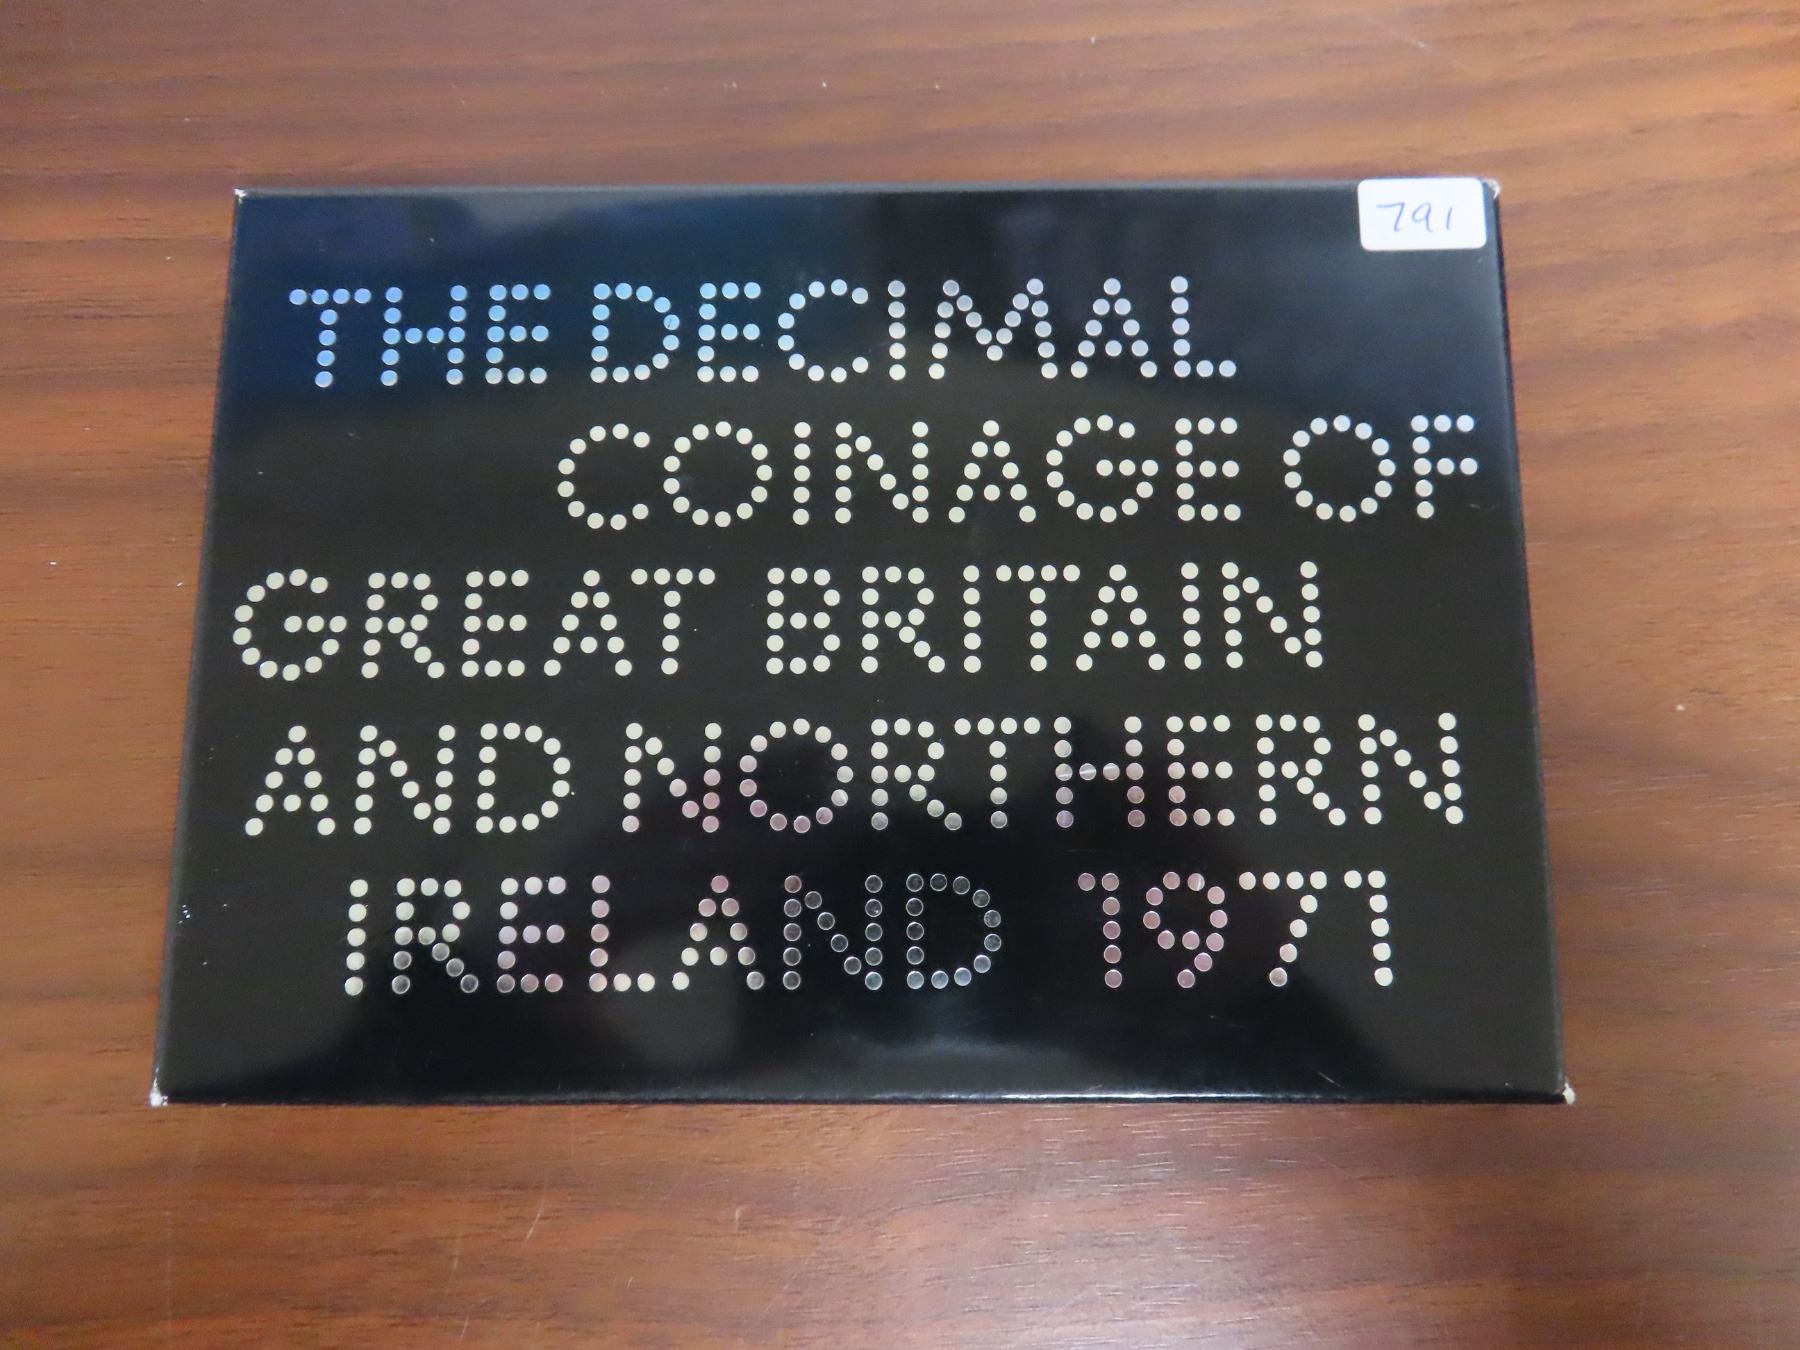 791
THE DECIMAL
COINAGE OF
GREAT BRITAIN
AND NORTHERN
IRELAND 1971